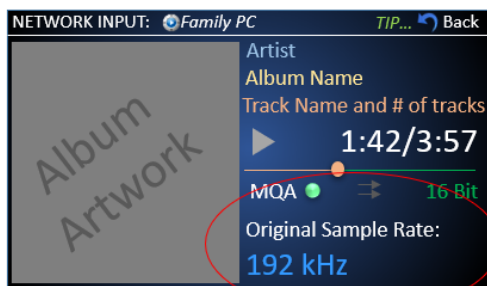 NETWORK INPUT: Family PC TIP... Back
Artist
Album Name
Track Name and # of tracks
Album
Artwork
1:42/3:57
MQA 16 Bit
Original Sample Rate:
192 kHz